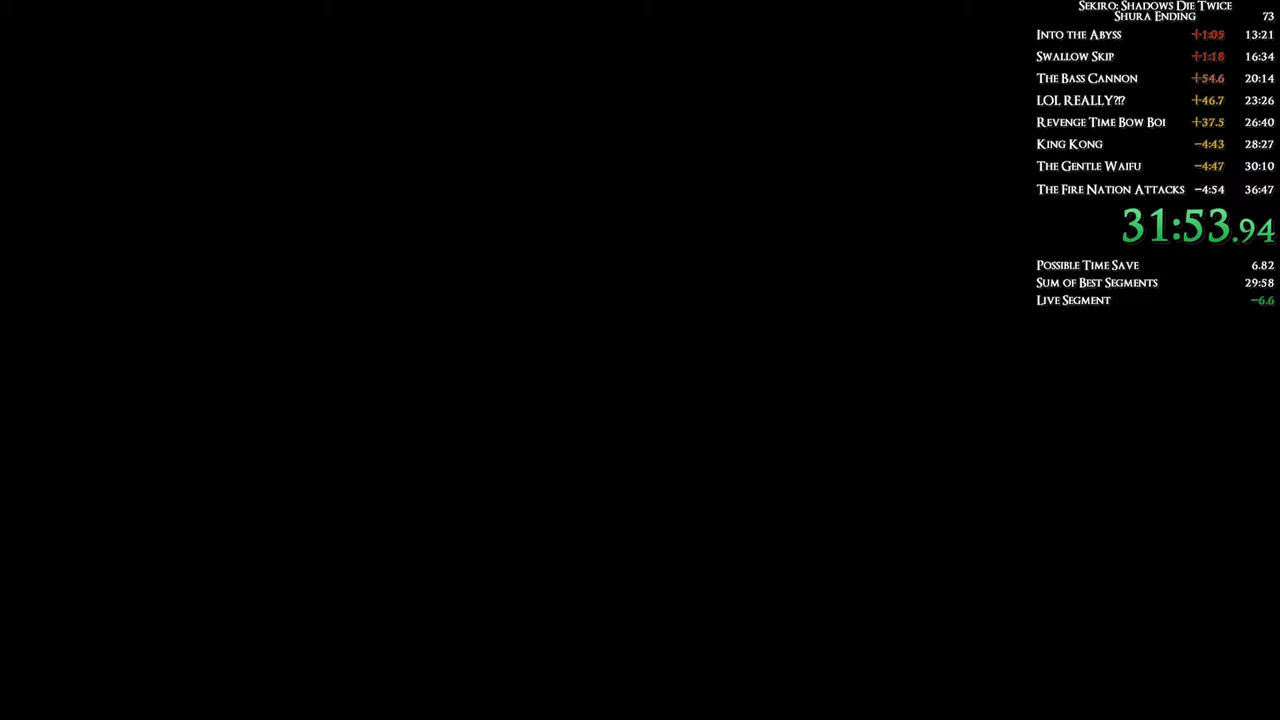 Sekiro: Shadows Die Twice
Shura Ending 73
Into the Abyss +1:05 13:21
Swallow Skip +1:18 16:34
The Bass Cannon +54.6 20:14
LOL REALLY?!? +46.7 23:26
Revenge Time Bow Boi +37.5 26:40
King Kong −4:43 28:27
The Gentle Waifu −4:47 30:10
The Fire Nation Attacks −4:54 36:47
31:53.94
Possible Time Save 6.82
Sum of Best Segments 29:58
Live Segment −6.6